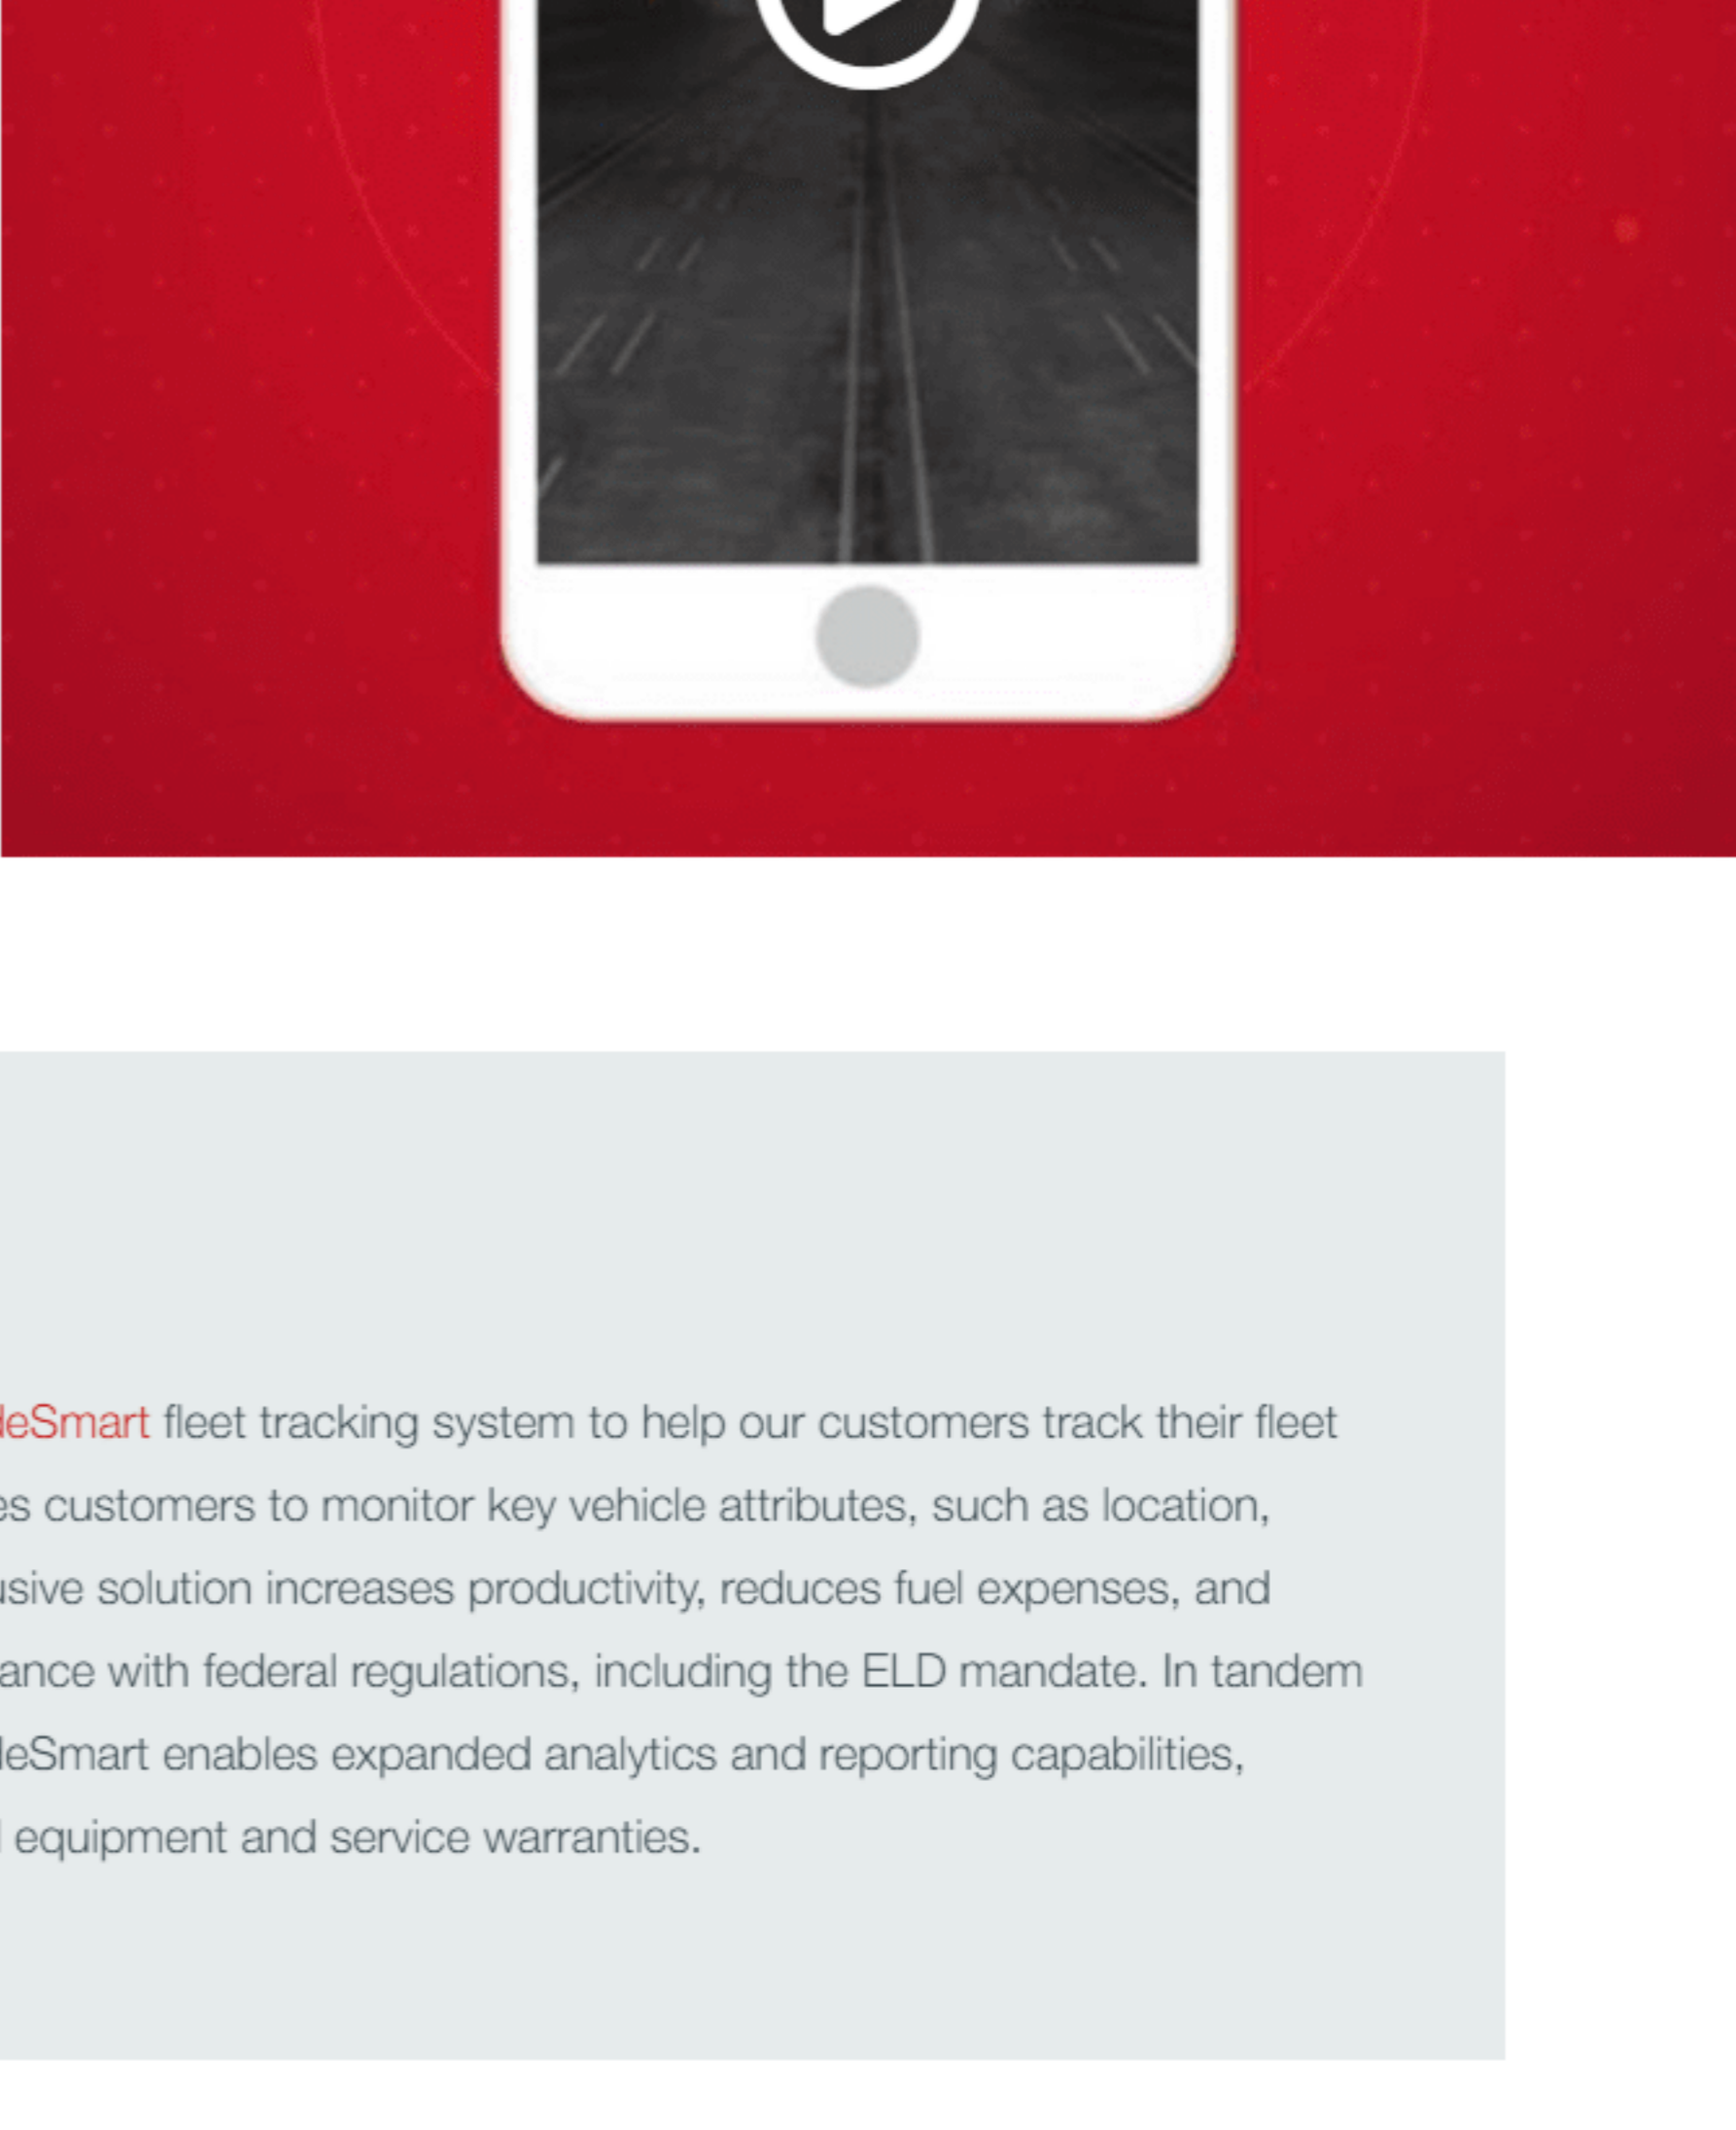 deSmart fleet tracking system to help our customers track their fleet
es customers to monitor key vehicle attributes, such as location,
usive solution increases productivity, reduces fuel expenses, and
ance with federal regulations, including the ELD mandate. In tandem
deSmart enables expanded analytics and reporting capabilities,
equipment and service warranties.